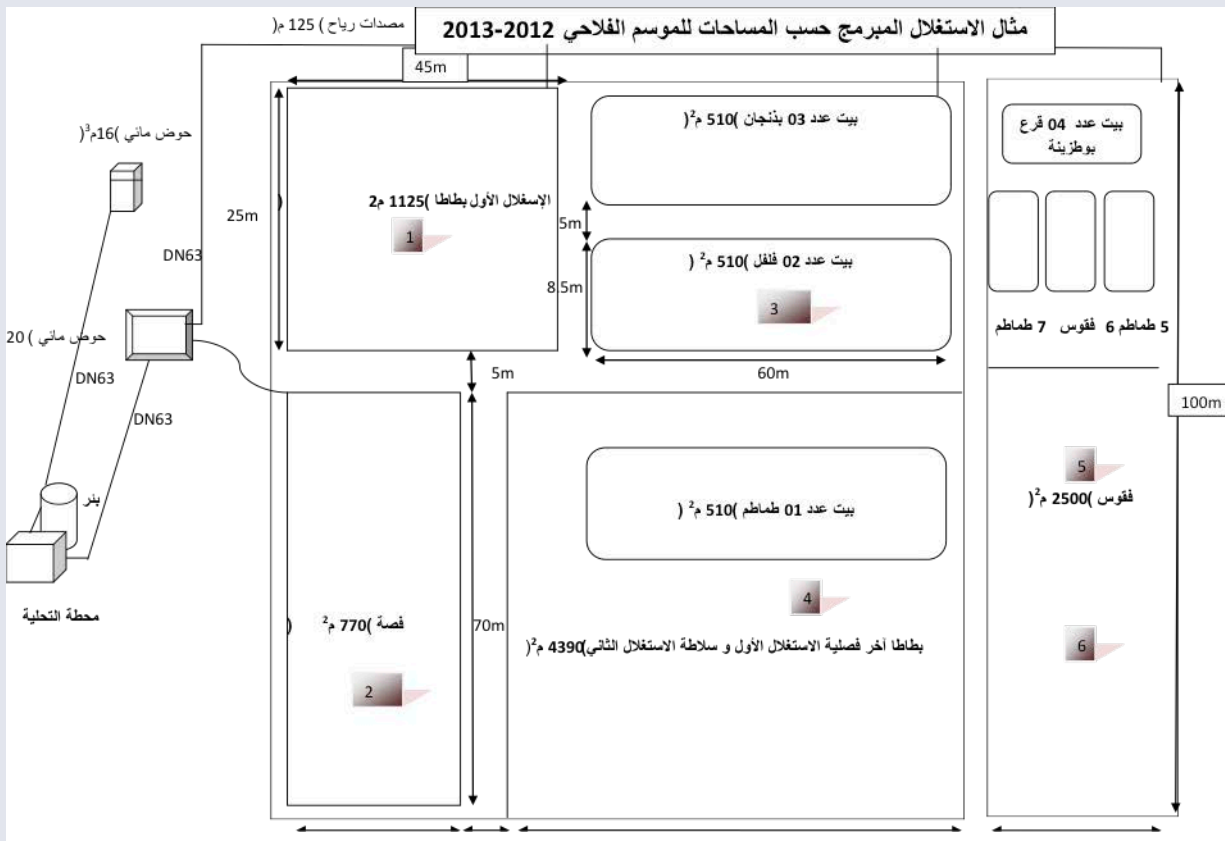 مثال الاستغلال المبرمج حسب المساحات للموسم الفلاحي 2012-2013
مصدات رياح ) 125 م(
45m
حوض مائي )16م³(
بيت عدد 03 بذنجان )510 م²(
بيت عدد 04 قرع
بوطزينة
الإسغلال الأول بطاطا )1125 م2
(
25m
1
5m
DN63
بيت عدد 02 فلفل )510 م² (
8.5m
3
حوض مائي ) 20
5 طماطم 6 فقوس 7 طماطم
5m
60m
DN63
DN63
100m
5
بئر
بيت عدد 01 طماطم )510 م² (
فقوس )2500 م²(
4
محطة التحلية
فصة )770 م² (
70m
بطاطا آخر فصلية الاستغلال الأول و سلاطة الاستغلال الثاني)4390 م²(
6
2